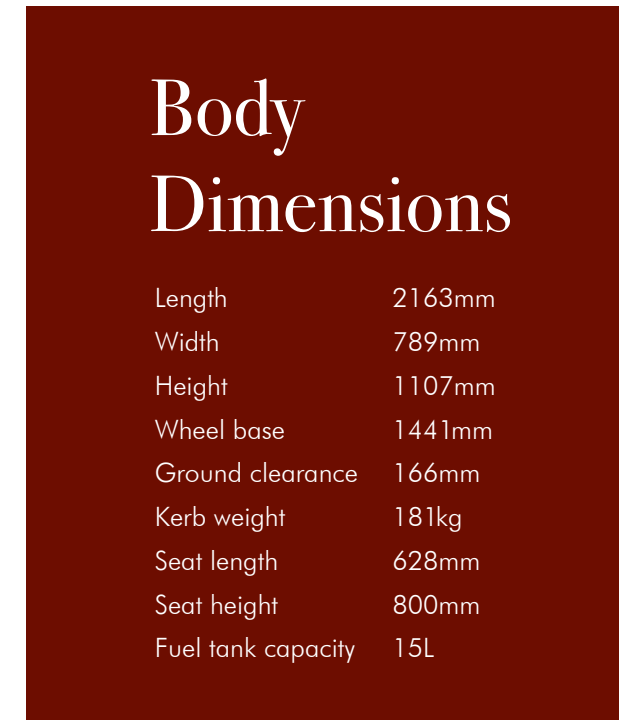 Body
Dimensions
Length 2163mm
Width 789mm
Height 1107mm
Wheel base 1441mm
Ground clearance 166mm
Kerb weight 181kg
Seat length 628mm
Seat height 800mm
Fuel tank capacity 15L